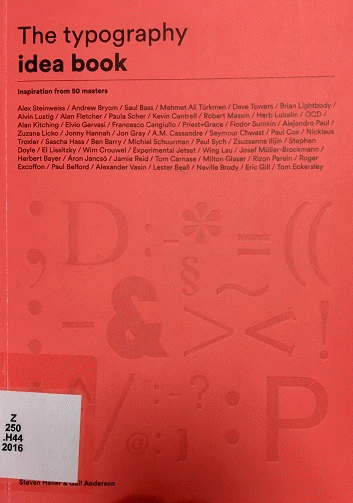 The typography
idea book
Inspiration from 50 masters
Alex Steinweiss / Andrew Bryom / Saul Bass / Mehmet Ali Türkmen / Dave Towers / Brian Lightbody /
Alvin Lustig / Alan Fletcher / Paula Scher / Kevin Cantrell / Robert Massin / Herb Lubalin / OCD /
Alan Kitching / Elvio Gervasi / Francesco Cangiullo / Priest+Grace / Fiodor Sumkin / Alejandro Paul /
Zuzana Licko / Jonny Hannah / Jon Gray / A.M. Cassandre / Seymour Chwast / Paul Cox / Nicklaus
Troxler / Sascha Hass / Ben Barry / Michiel Schuurman / Paul Sych / Zsuzsanna Ilijin / Stephen
Doyle / El Lissitzky / Wim Crouwel / Experimental Jetset / Wing Lau / Josef Müller-Brockmann /
Herbert Bayer / Áron Jancsó / Jamie Reid / Tom Carnase / Milton Glaser / Rizon Parein / Roger
Excoffon / Paul Belford / Alexander Vasin / Lester Beall / Neville Brody / Eric Gill / Tom Eckersley
;D:-*~=((
§
:-&>~><!
:^/@:;:-?:P
Z
250
.H44
2016
Steven Heller & Gail Anderson